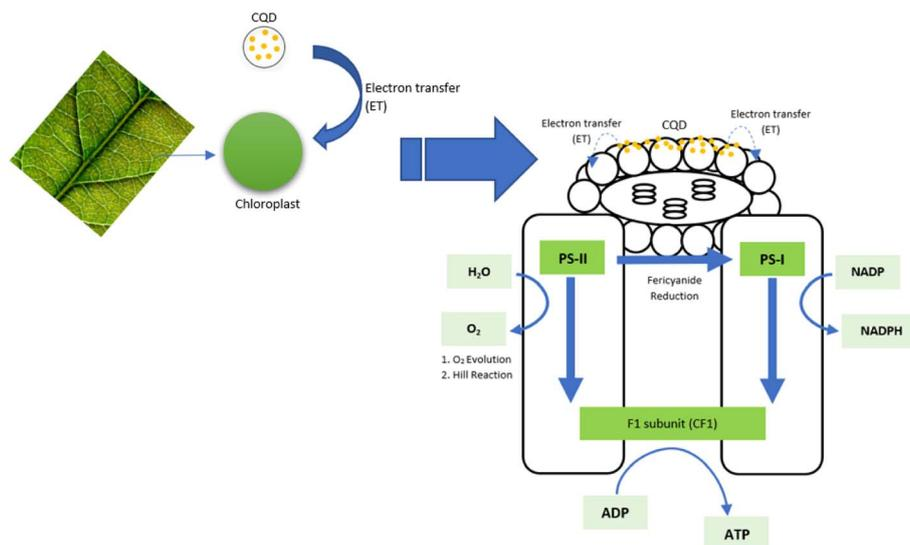 CQD
Electron transfer
(ET)
Chloroplast
Electron transfer
(ET)
CQD
Electron transfer
(ET)
PS-II
PS-I
H₂O
Fericyanide
Reduction
NADP
O₂
NADPH
1. O₂ Evolution
2. Hill Reaction
F1 subunit (CF1)
ADP
ATP